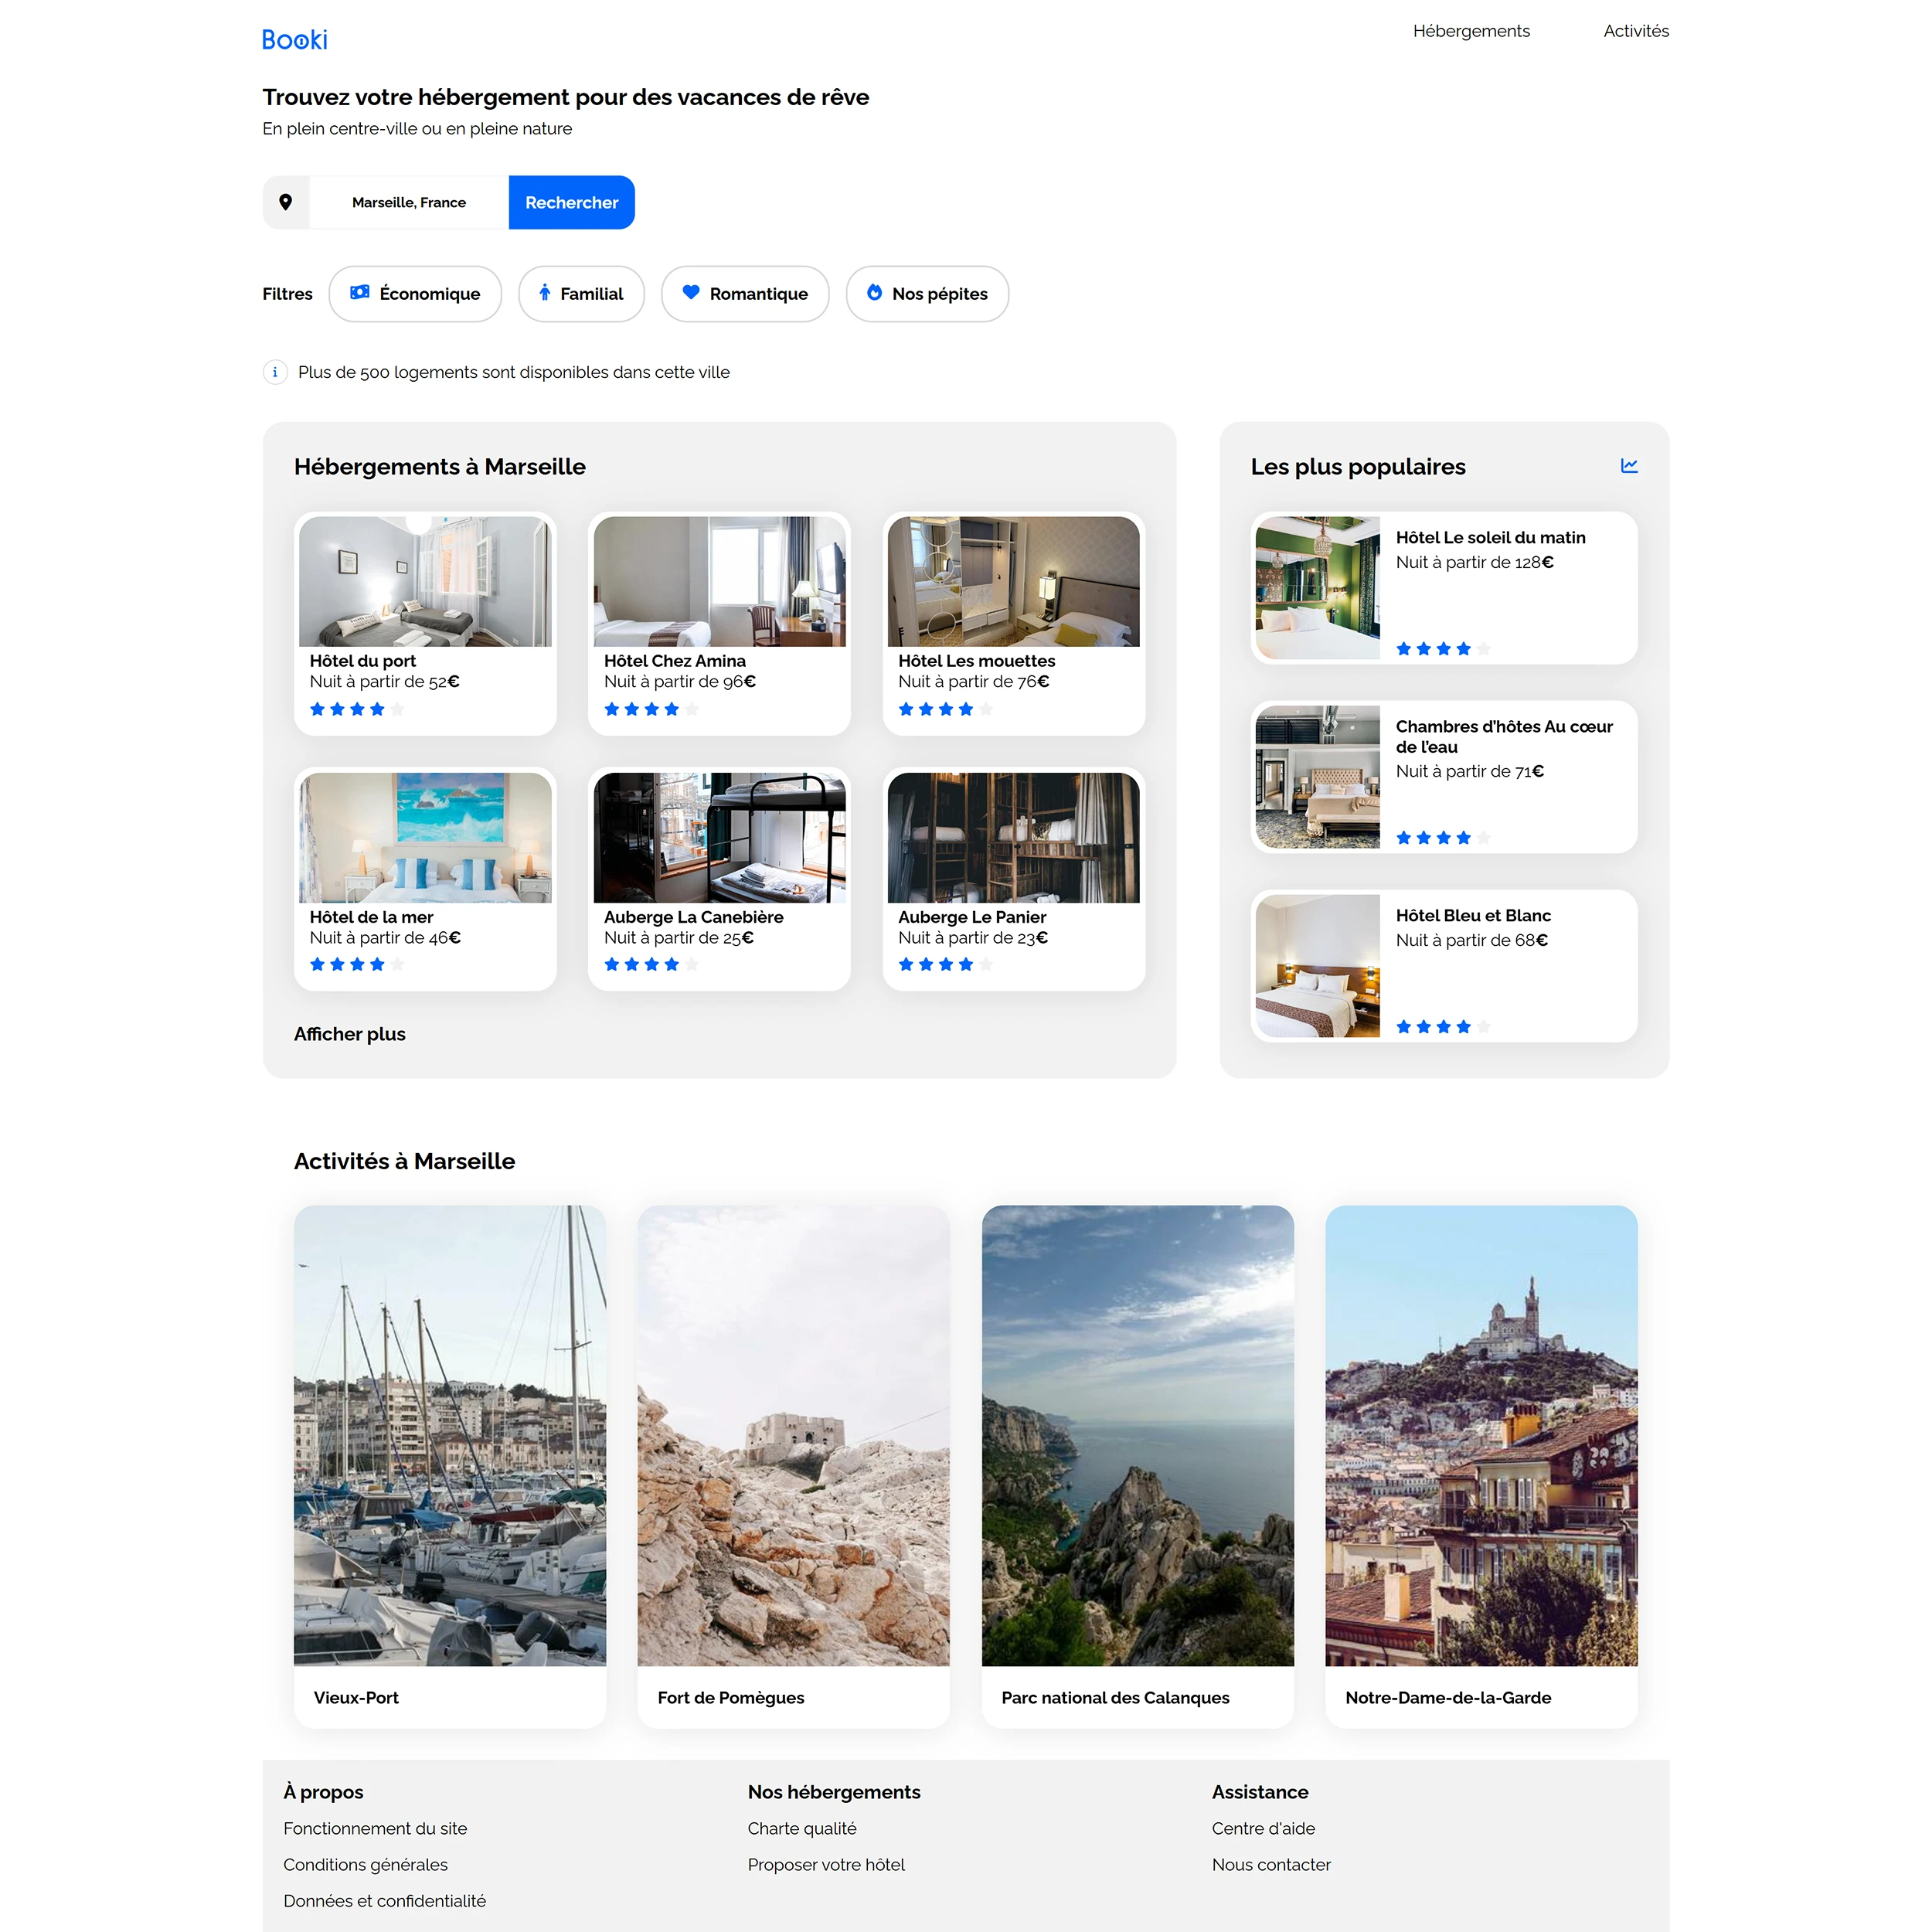 Booki
Hébergements
Activités
Trouvez votre hébergement pour des vacances de rêve
En plein centre-ville ou en pleine nature
Marseille, France
Rechercher
Filtres
Économique
Familial
Romantique
Nos pépites
Plus de 500 logements sont disponibles dans cette ville
Hébergements à Marseille
Hôtel du port
Nuit à partir de 52€
Hôtel Chez Amina
Nuit à partir de 96€
Hôtel Les mouettes
Nuit à partir de 76€
Hôtel de la mer
Nuit à partir de 46€
Auberge La Canebière
Nuit à partir de 25€
Auberge Le Panier
Nuit à partir de 23€
Afficher plus
Les plus populaires
Hôtel Le soleil du matin
Nuit à partir de 128€
Chambres d'hôtes Au cœur
de l'eau
Nuit à partir de 71€
Hôtel Bleu et Blanc
Nuit à partir de 68€
Activités à Marseille
Vieux-Port
Fort de Pomègues
Parc national des Calanques
Notre-Dame-de-la-Garde
À propos
Fonctionnement du site
Conditions générales
Données et confidentialité
Nos hébergements
Charte qualité
Proposer votre hôtel
Assistance
Centre d'aide
Nous contacter